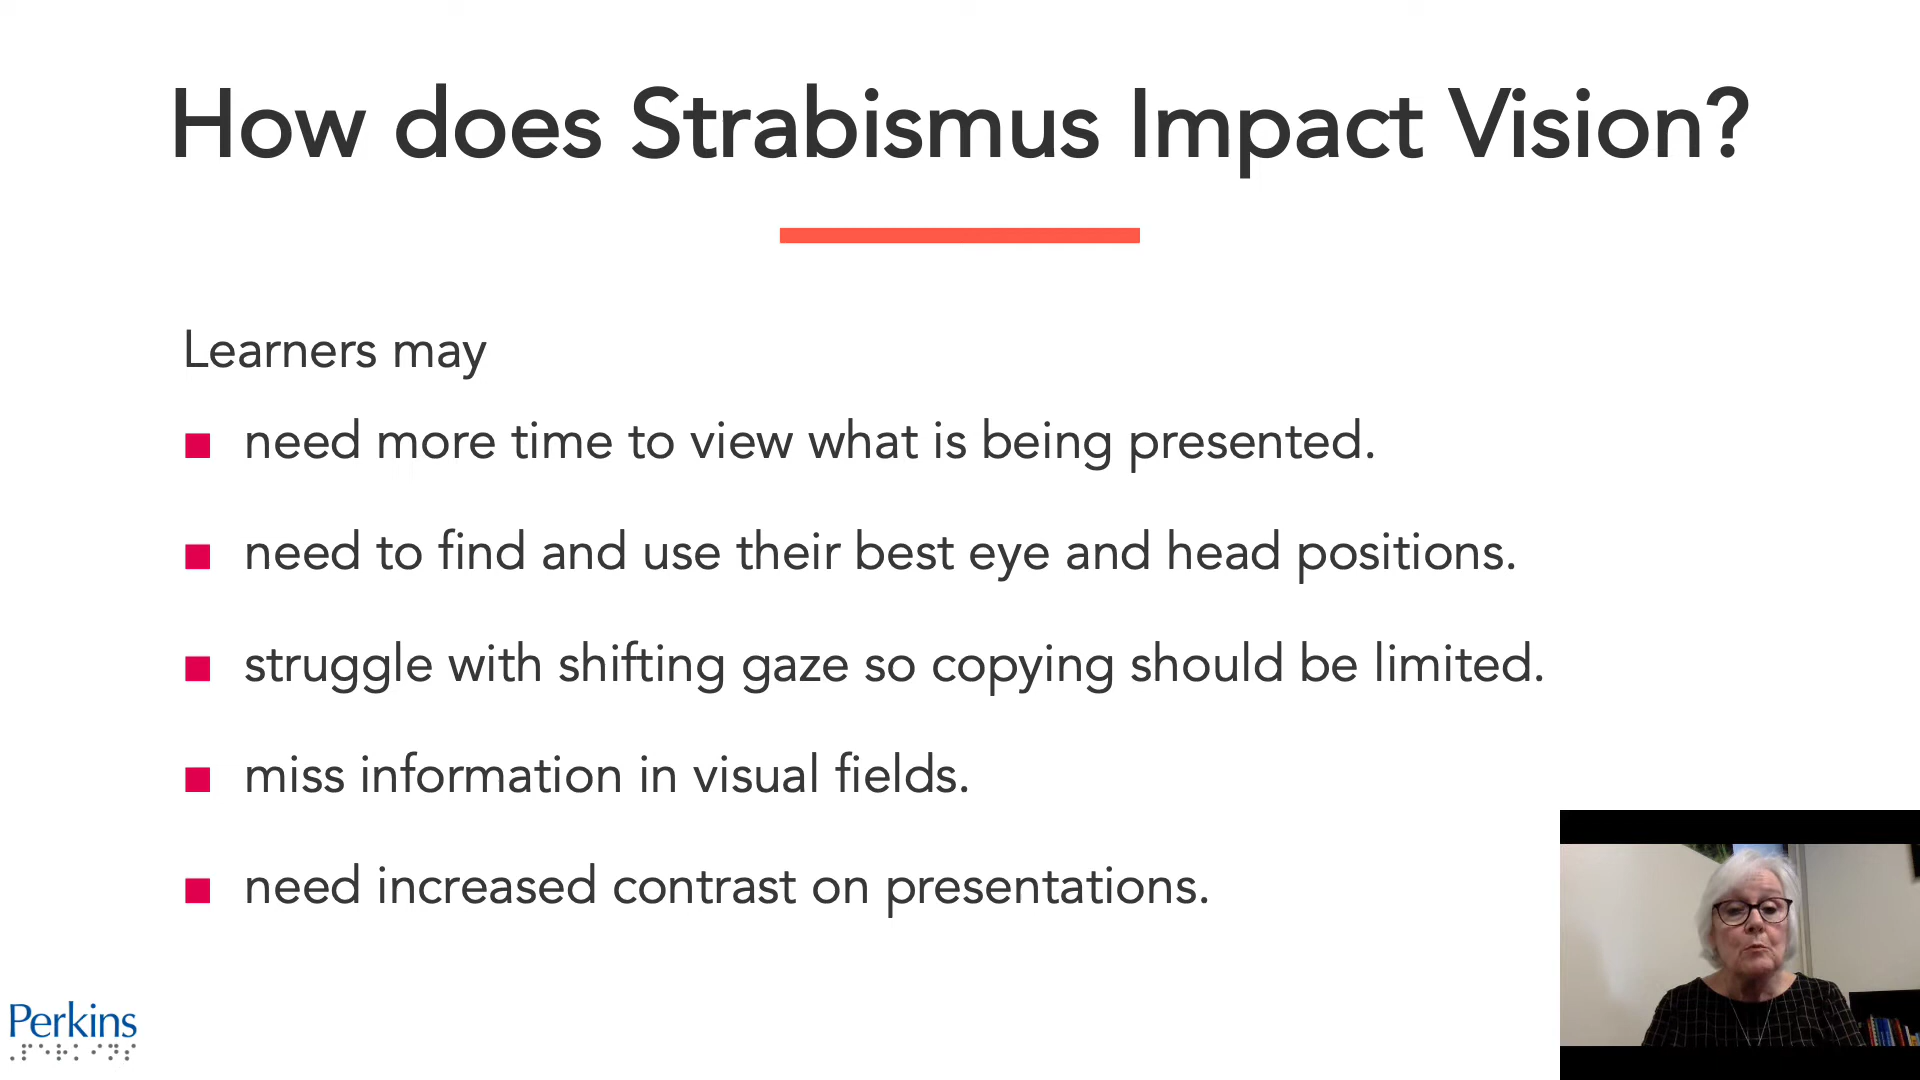 How does Strabismus Impact Vision?
Learners may
■ need more time to view what is being presented.
■ need to find and use their best eye and head positions.
■ struggle with shifting gaze so copying should be limited.
■ miss information in visual fields.
■ need increased contrast on presentations.
Perkins
⠠⠏⠑⠗⠅⠊⠝⠎